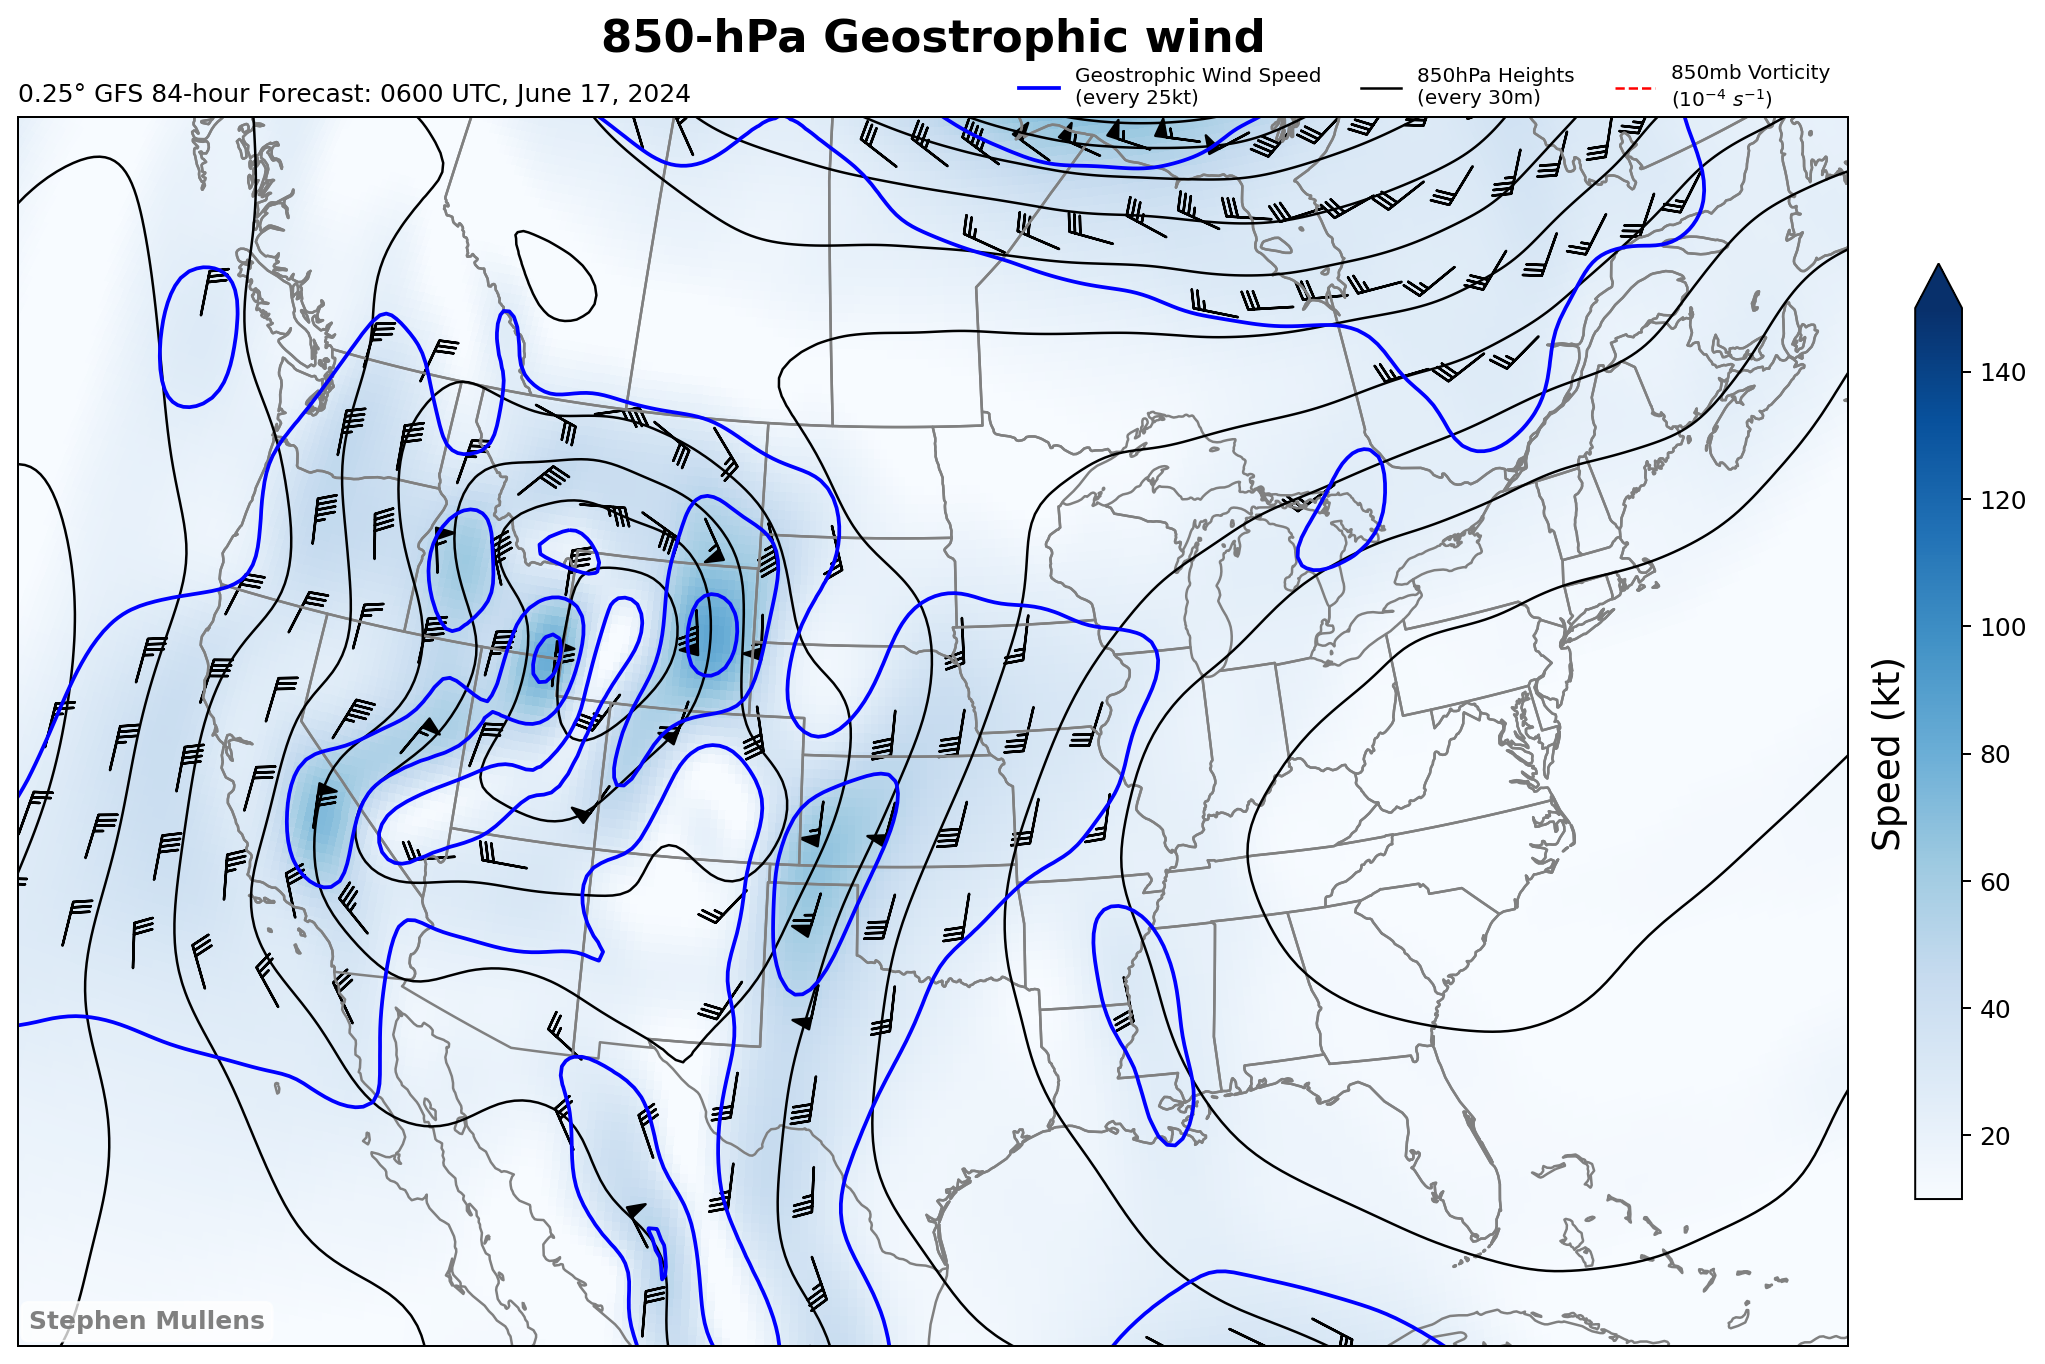 850-hPa Geostrophic wind
0.25° GFS 84-hour Forecast: 0600 UTC, June 17, 2024
Geostrophic Wind Speed
(every 25kt)
850hPa Heights
(every 30m)
850mb Vorticity
(10⁻⁴ s⁻¹)
140
120
100
80
60
40
20
Speed (kt)
Stephen Mullens